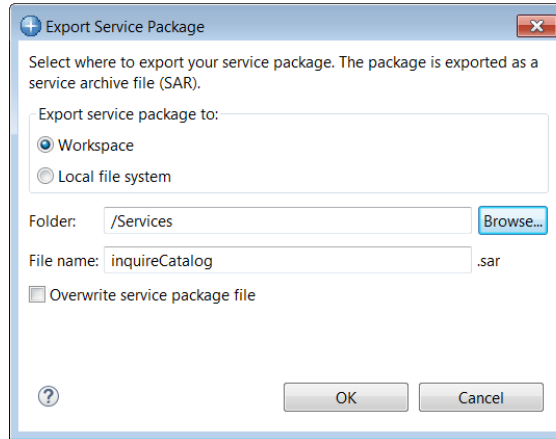 Export Service Package
Select where to export your service package. The package is exported as a
service archive file (SAR).
Export service package to:
Workspace
Local file system
Folder: /Services Browse...
File name: inquireCatalog .sar
Overwrite service package file
? OK Cancel